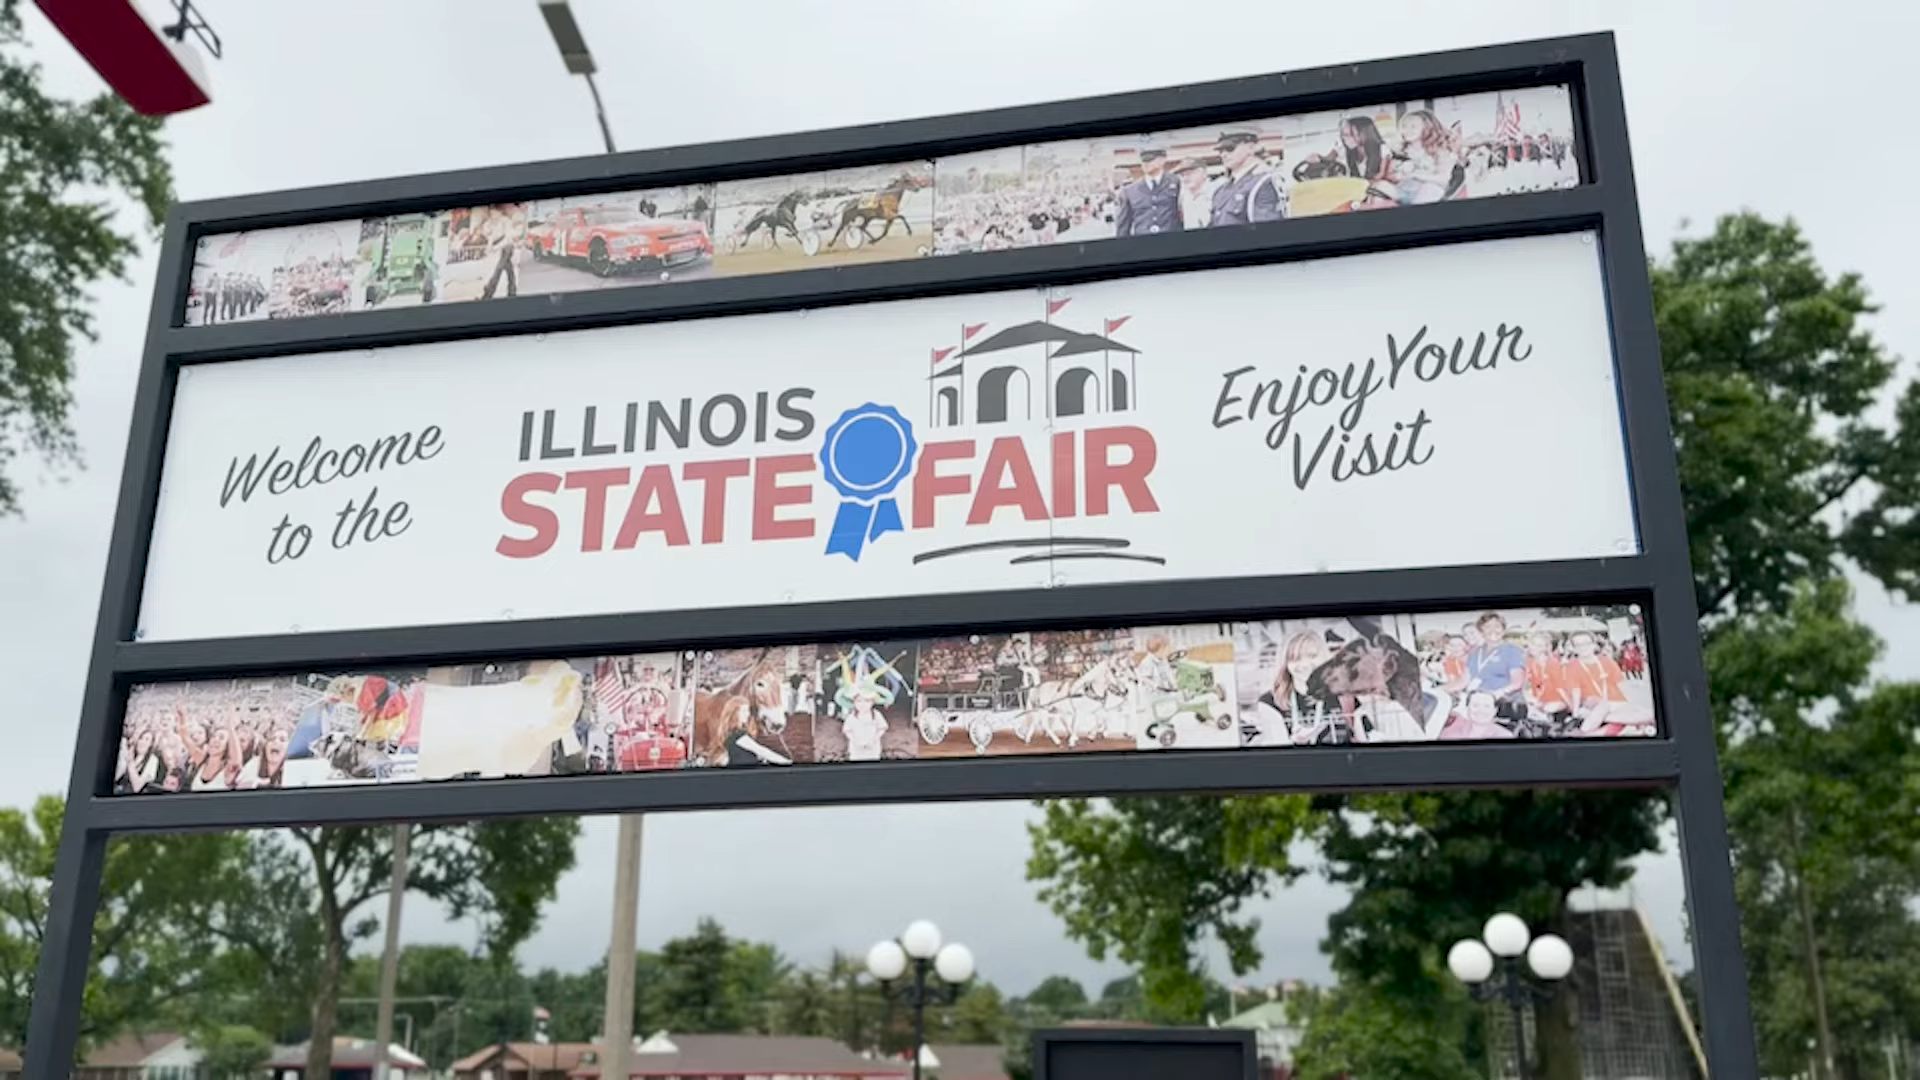 Welcome
to the
ILLINOIS
STATE FAIR
Enjoy Your
Visit